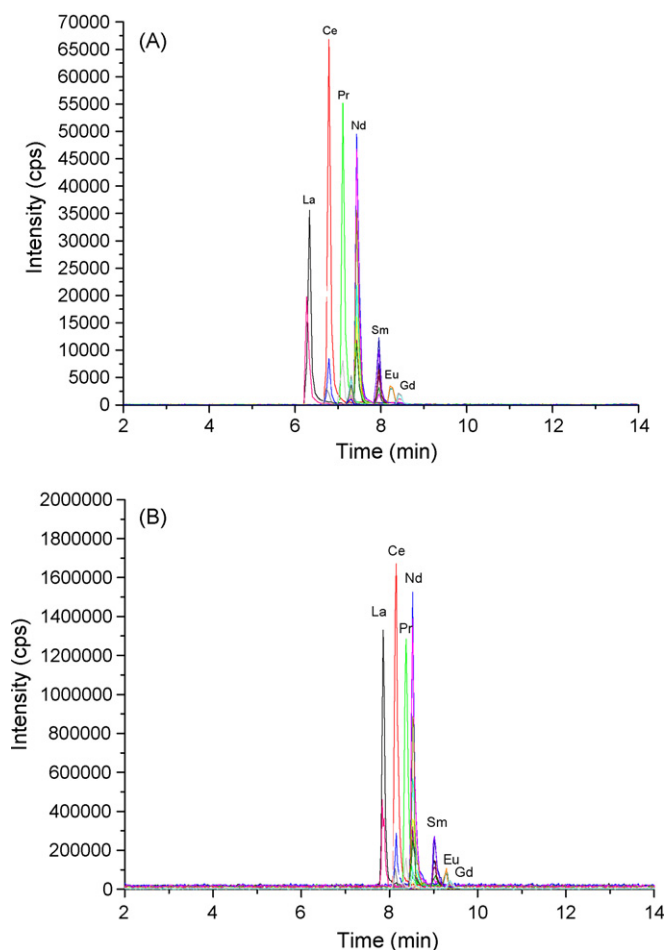 (A)
Intensity (cps)
70000
65000
60000
55000
50000
45000
40000
35000
30000
25000
20000
15000
10000
5000
0
La
Ce
Pr
Nd
Sm
Eu
Gd
2 4 6 8 10 12 14
Time (min)
(B)
Intensity (cps)
2000000
1800000
1600000
1400000
1200000
1000000
800000
600000
400000
200000
0
La
Ce
Pr
Nd
Sm
Eu
Gd
2 4 6 8 10 12 14
Time (min)